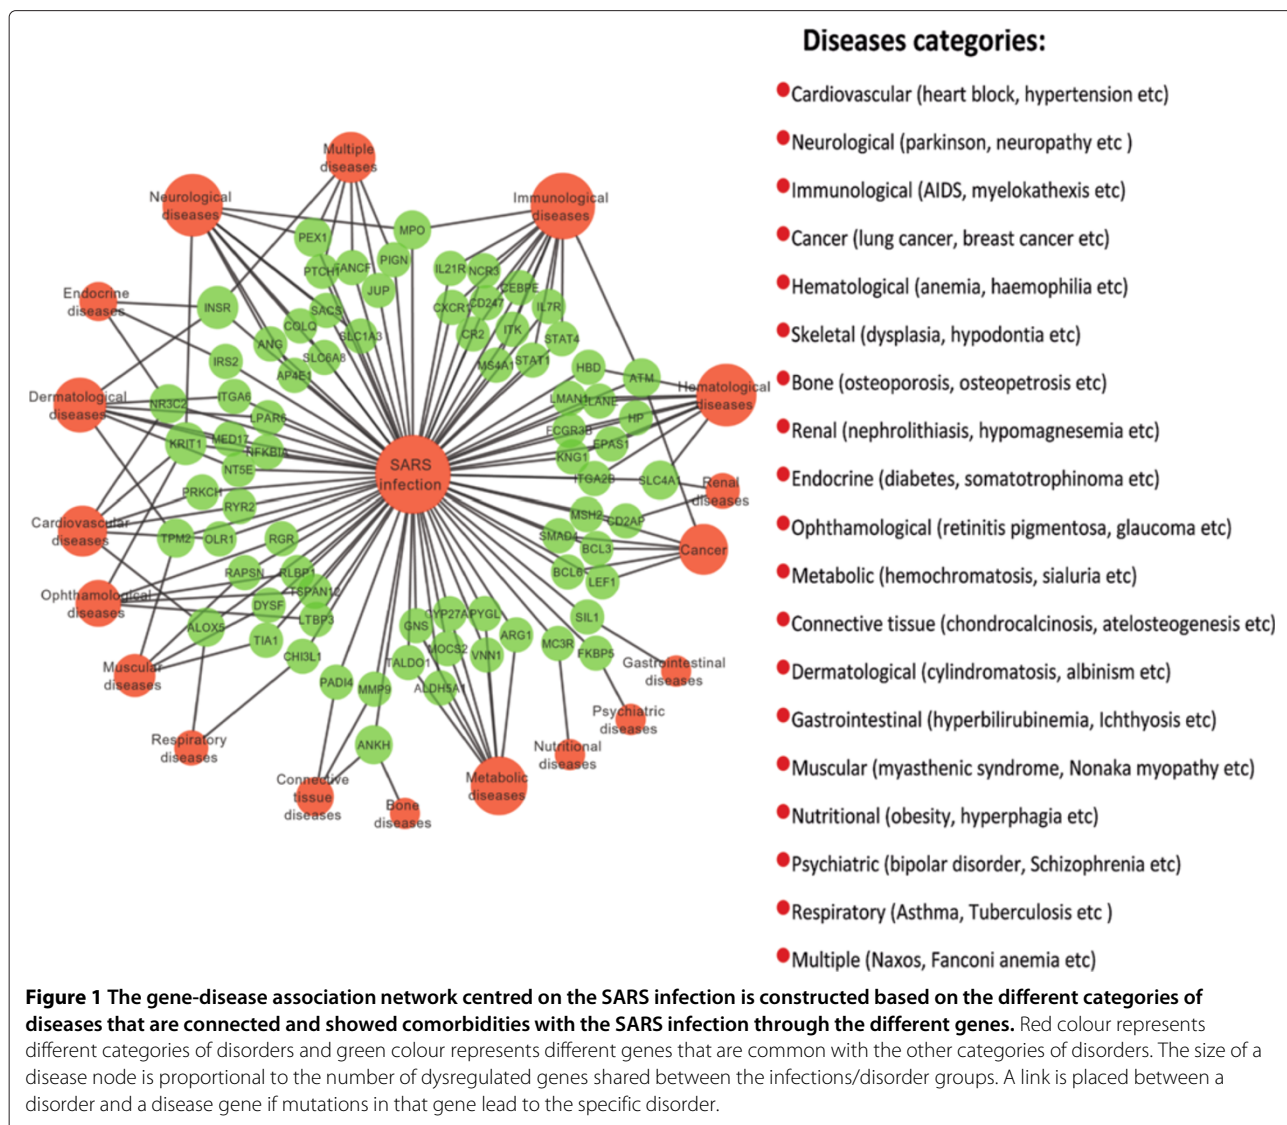 Diseases categories:
Cardiovascular (heart block, hypertension etc)
Neurological (parkinson, neuropathy etc )
Immunological (AIDS, myelokathexis etc)
Cancer (lung cancer, breast cancer etc)
Hematological (anemia, haemophilia etc)
Skeletal (dysplasia, hypodontia etc)
Bone (osteoporosis, osteopetrosis etc)
Renal (nephrolithiasis, hypomagnesemia etc)
Endocrine (diabetes, somatotrophinoma etc)
Ophthamological (retinitis pigmentosa, glaucoma etc)
Metabolic (hemochromatosis, sialuria etc)
Connective tissue (chondrocalcinosis, atelosteogenesis etc)
Dermatological (cylindromatosis, albinism etc)
Gastrointestinal (hyperbilirubinemia, Ichthyosis etc)
Muscular (myasthenic syndrome, Nonaka myopathy etc)
Nutritional (obesity, hyperphagia etc)
Psychiatric (bipolar disorder, Schizophrenia etc)
Respiratory (Asthma, Tuberculosis etc )
Multiple (Naxos, Fanconi anemia etc)
Multiple
diseases
Neurological
diseases
Immunological
diseases
Endocrine
diseases
Dermatological
diseases
Hematological
diseases
SARS
infection
Renal
diseases
Cardiovascular
diseases
Cancer
Ophthamological
diseases
Muscular
diseases
Gastrointestinal
diseases
Psychiatric
diseases
Respiratory
diseases
Nutritional
diseases
Connective
tissue
diseases
Bone
diseases
Metabolic
diseases
PEX1
MPO
PTCH1
FANCF
PIGN
JUP
IL21R
NCR3
CEBPE
CXCR1
CD247
IL7R
INSR
SACS
COLQ
SLC1A3
ANG
SLC6A8
AP4E1
IRS2
CR2
ITK
STAT4
MS4A1
STAT1
HBD
ATM
NR3C2
ITGA6
LPAR6
LMAN1
ELANE
HP
KRIT1
MED17
NFKBIA
FCGR3B
EPAS1
NT5E
KNG1
ITGA2B
SLC4A1
PRKCH
RYR2
MSH2
CD2AP
TPM2
OLR1
RGR
SMAD4
BCL3
RAPSN
RLBP1
TSPAN12
BCL6
LEF1
DYSF
LTBP3
ALOX5
TIA1
CHI3L1
GNS
CYP27A1
PYGL
ARG1
SIL1
MC3R
FKBP5
MOCS2
VNN1
TALDO1
ALDH5A1
PADI4
MMP9
ANKH
Figure 1 The gene-disease association network centred on the SARS infection is constructed based on the different categories of
diseases that are connected and showed comorbidities with the SARS infection through the different genes. Red colour represents
different categories of disorders and green colour represents different genes that are common with the other categories of disorders. The size of a
disease node is proportional to the number of dysregulated genes shared between the infections/disorder groups. A link is placed between a
disorder and a disease gene if mutations in that gene lead to the specific disorder.